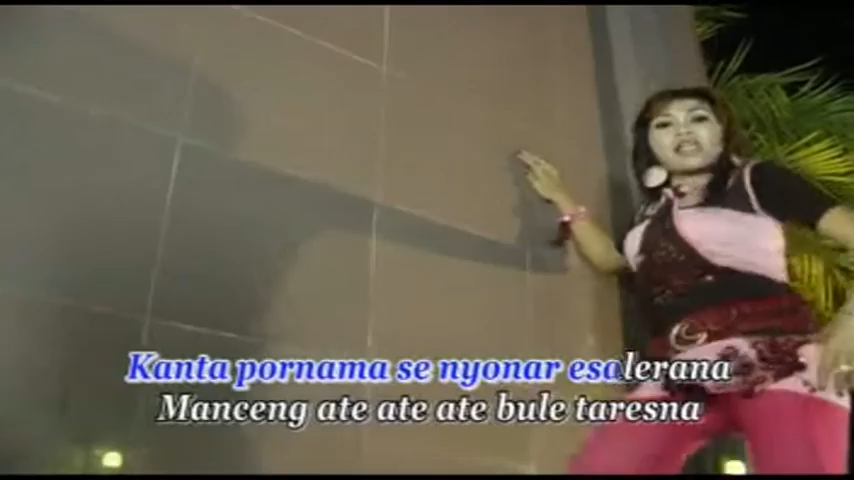 Kanta pornama se nyonar esalerana
Manceng ate ate ate bule taresna